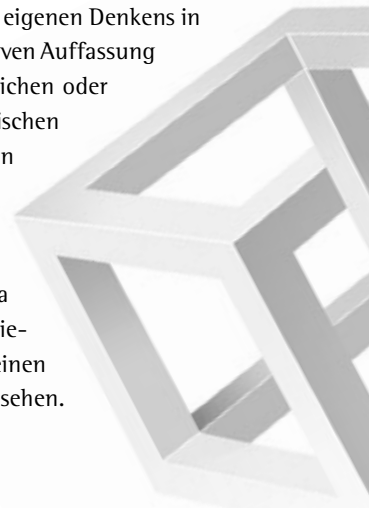 eigenen Denkens in
ven Auffassung
ichen oder
ischen
n
a
ie-
einen
sehen.